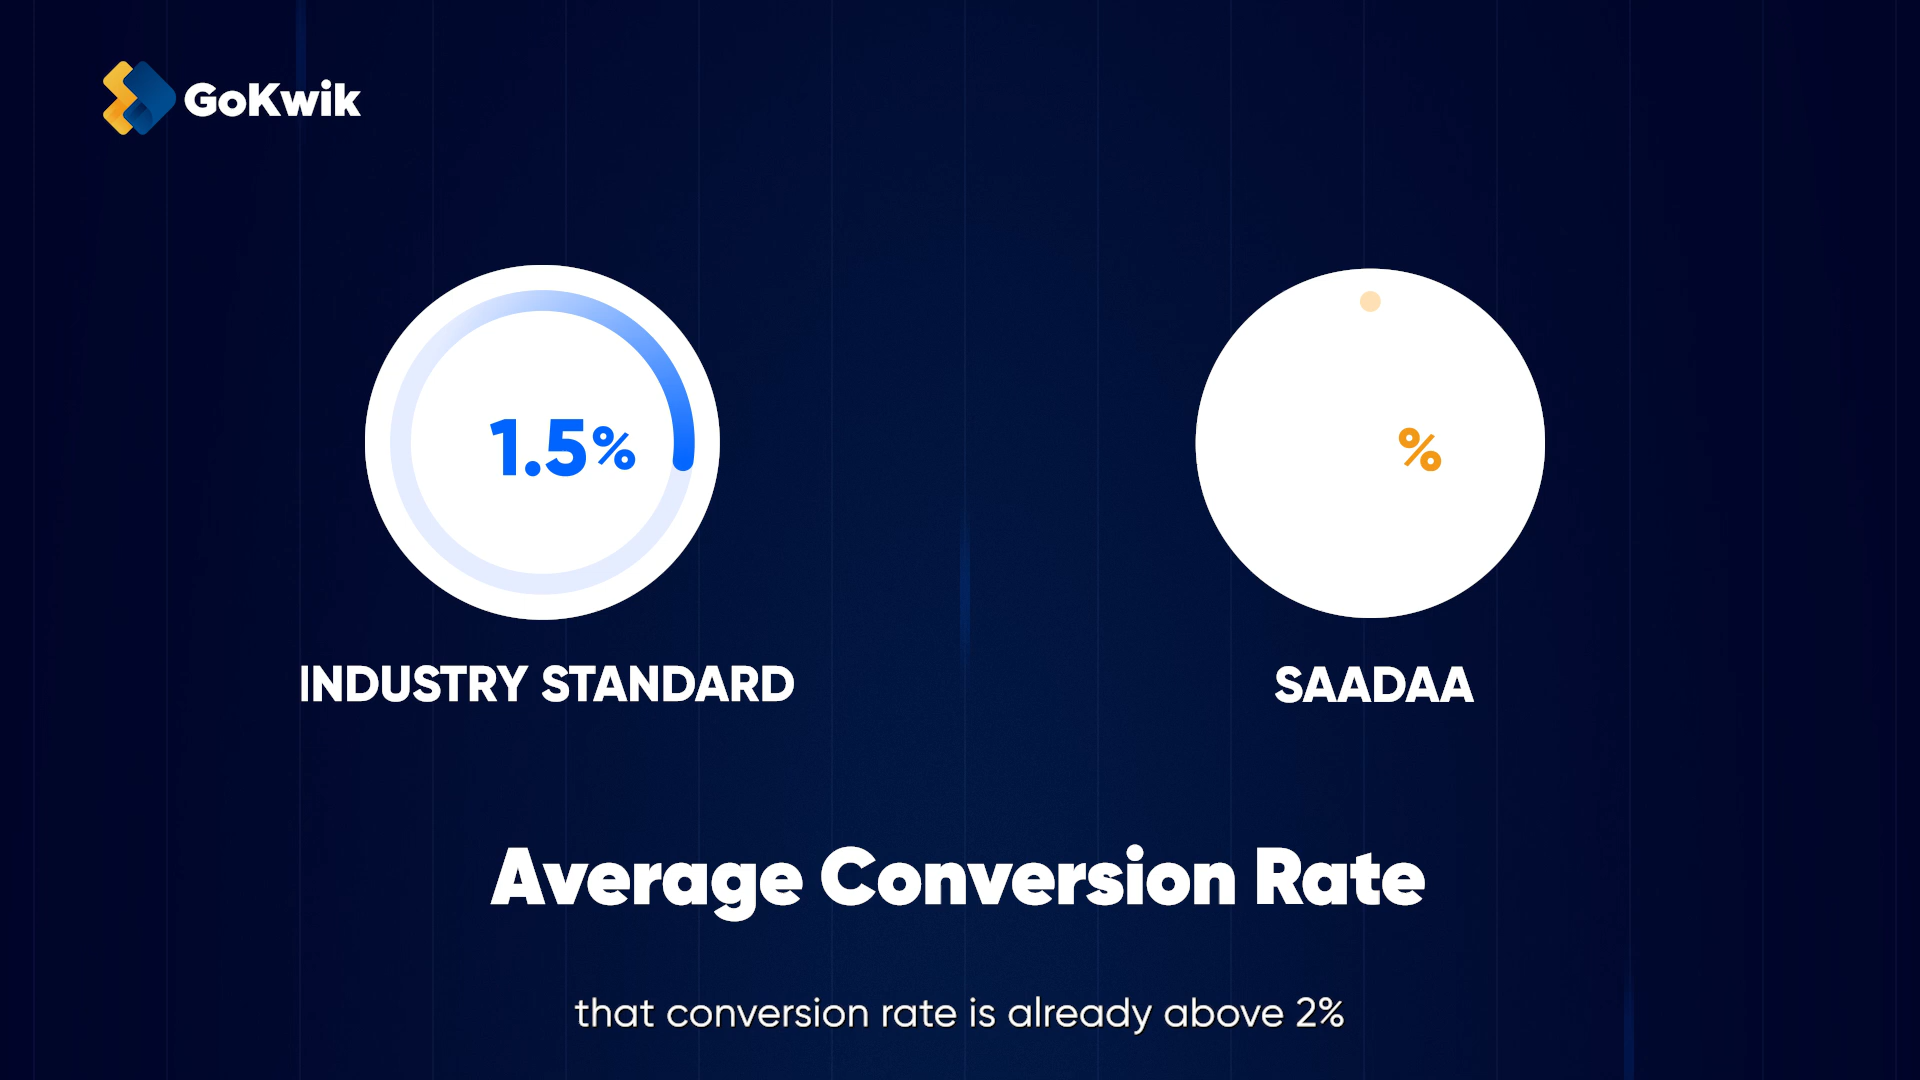 GoKwik
1.5%
%
INDUSTRY STANDARD
SAADAA
Average Conversion Rate
that conversion rate is already above 2%